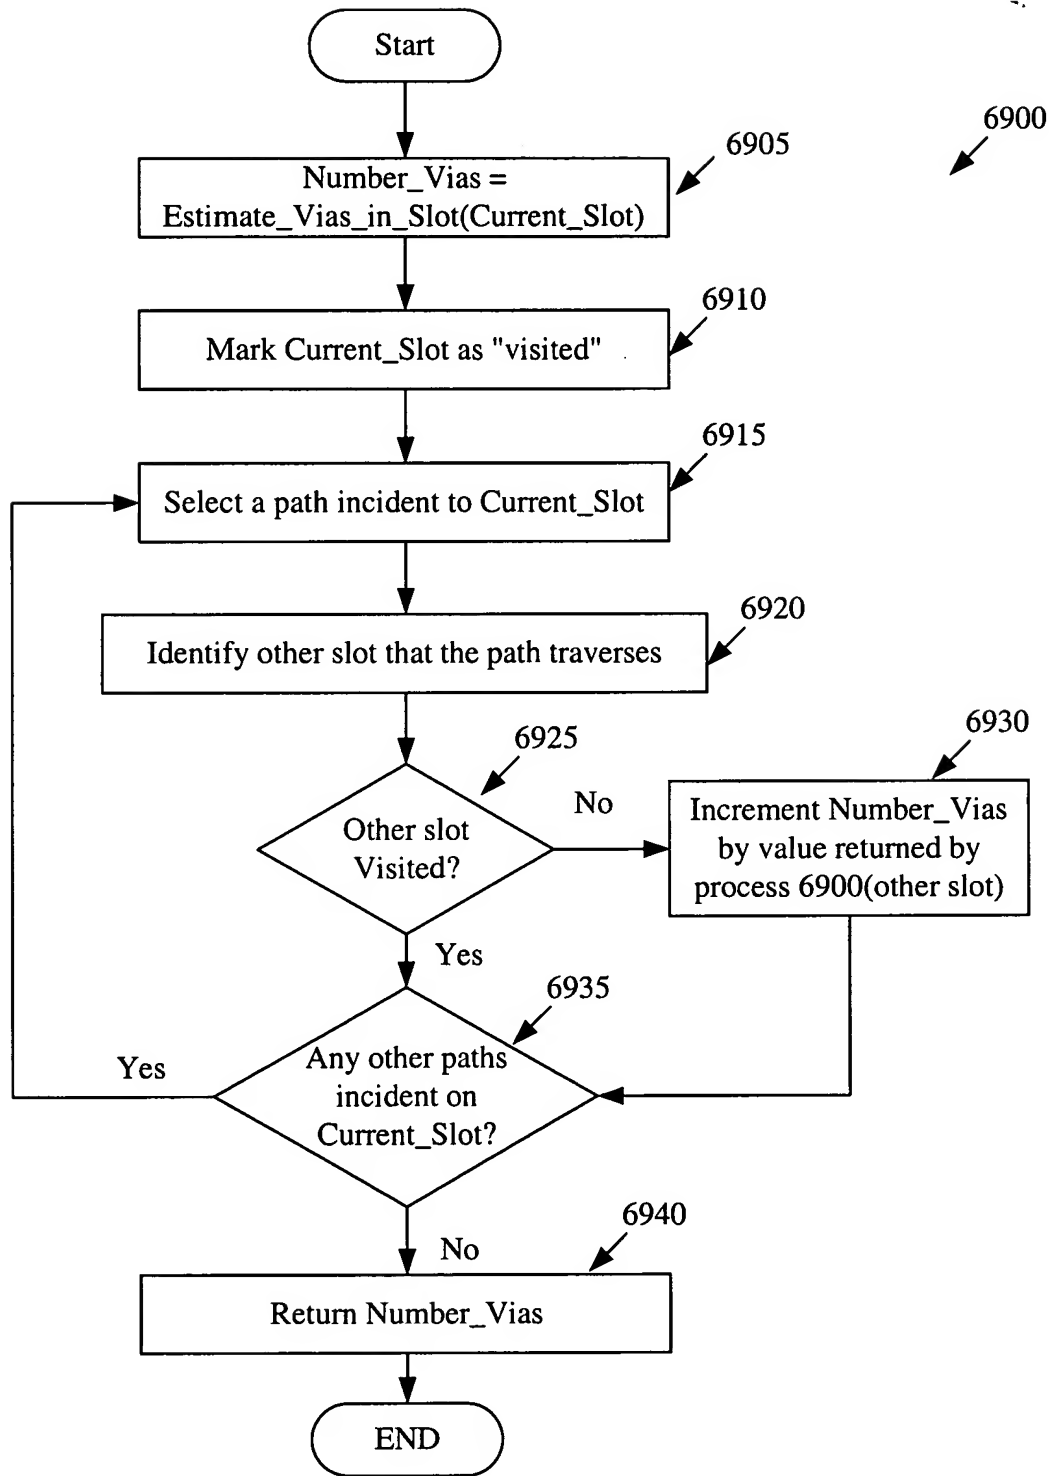 Start
6900
6905
Number_Vias =
Estimate_Vias_in_Slot(Current_Slot)
6910
Mark Current_Slot as "visited"
6915
Select a path incident to Current_Slot
6920
Identify other slot that the path traverses
6925
6930
Other slot
Visited?
No
Increment Number_Vias
by value returned by
process 6900(other slot)
Yes
6935
Any other paths
incident on
Current_Slot?
Yes
No
6940
Return Number_Vias
END